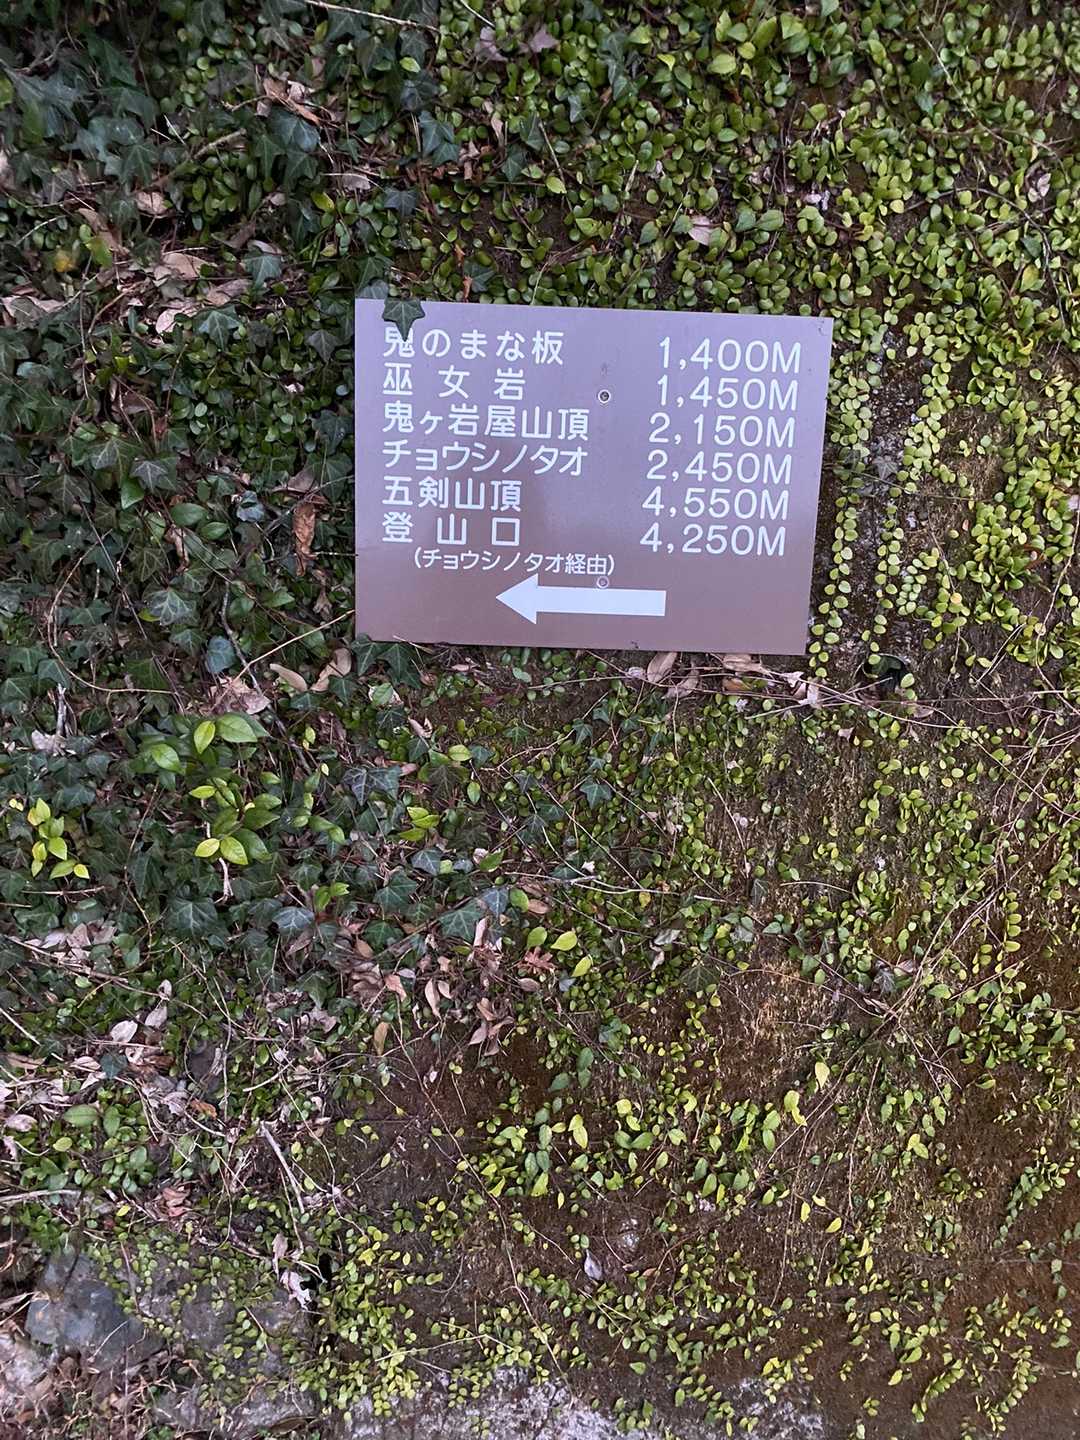 鬼のまな板 1,400M
巫女岩 1,450M
鬼ヶ岩屋山頂 2,150M
チョウシノタオ 2,450M
五剣山頂 4,550M
登山口 4,250M
(チョウシノタオ経由)